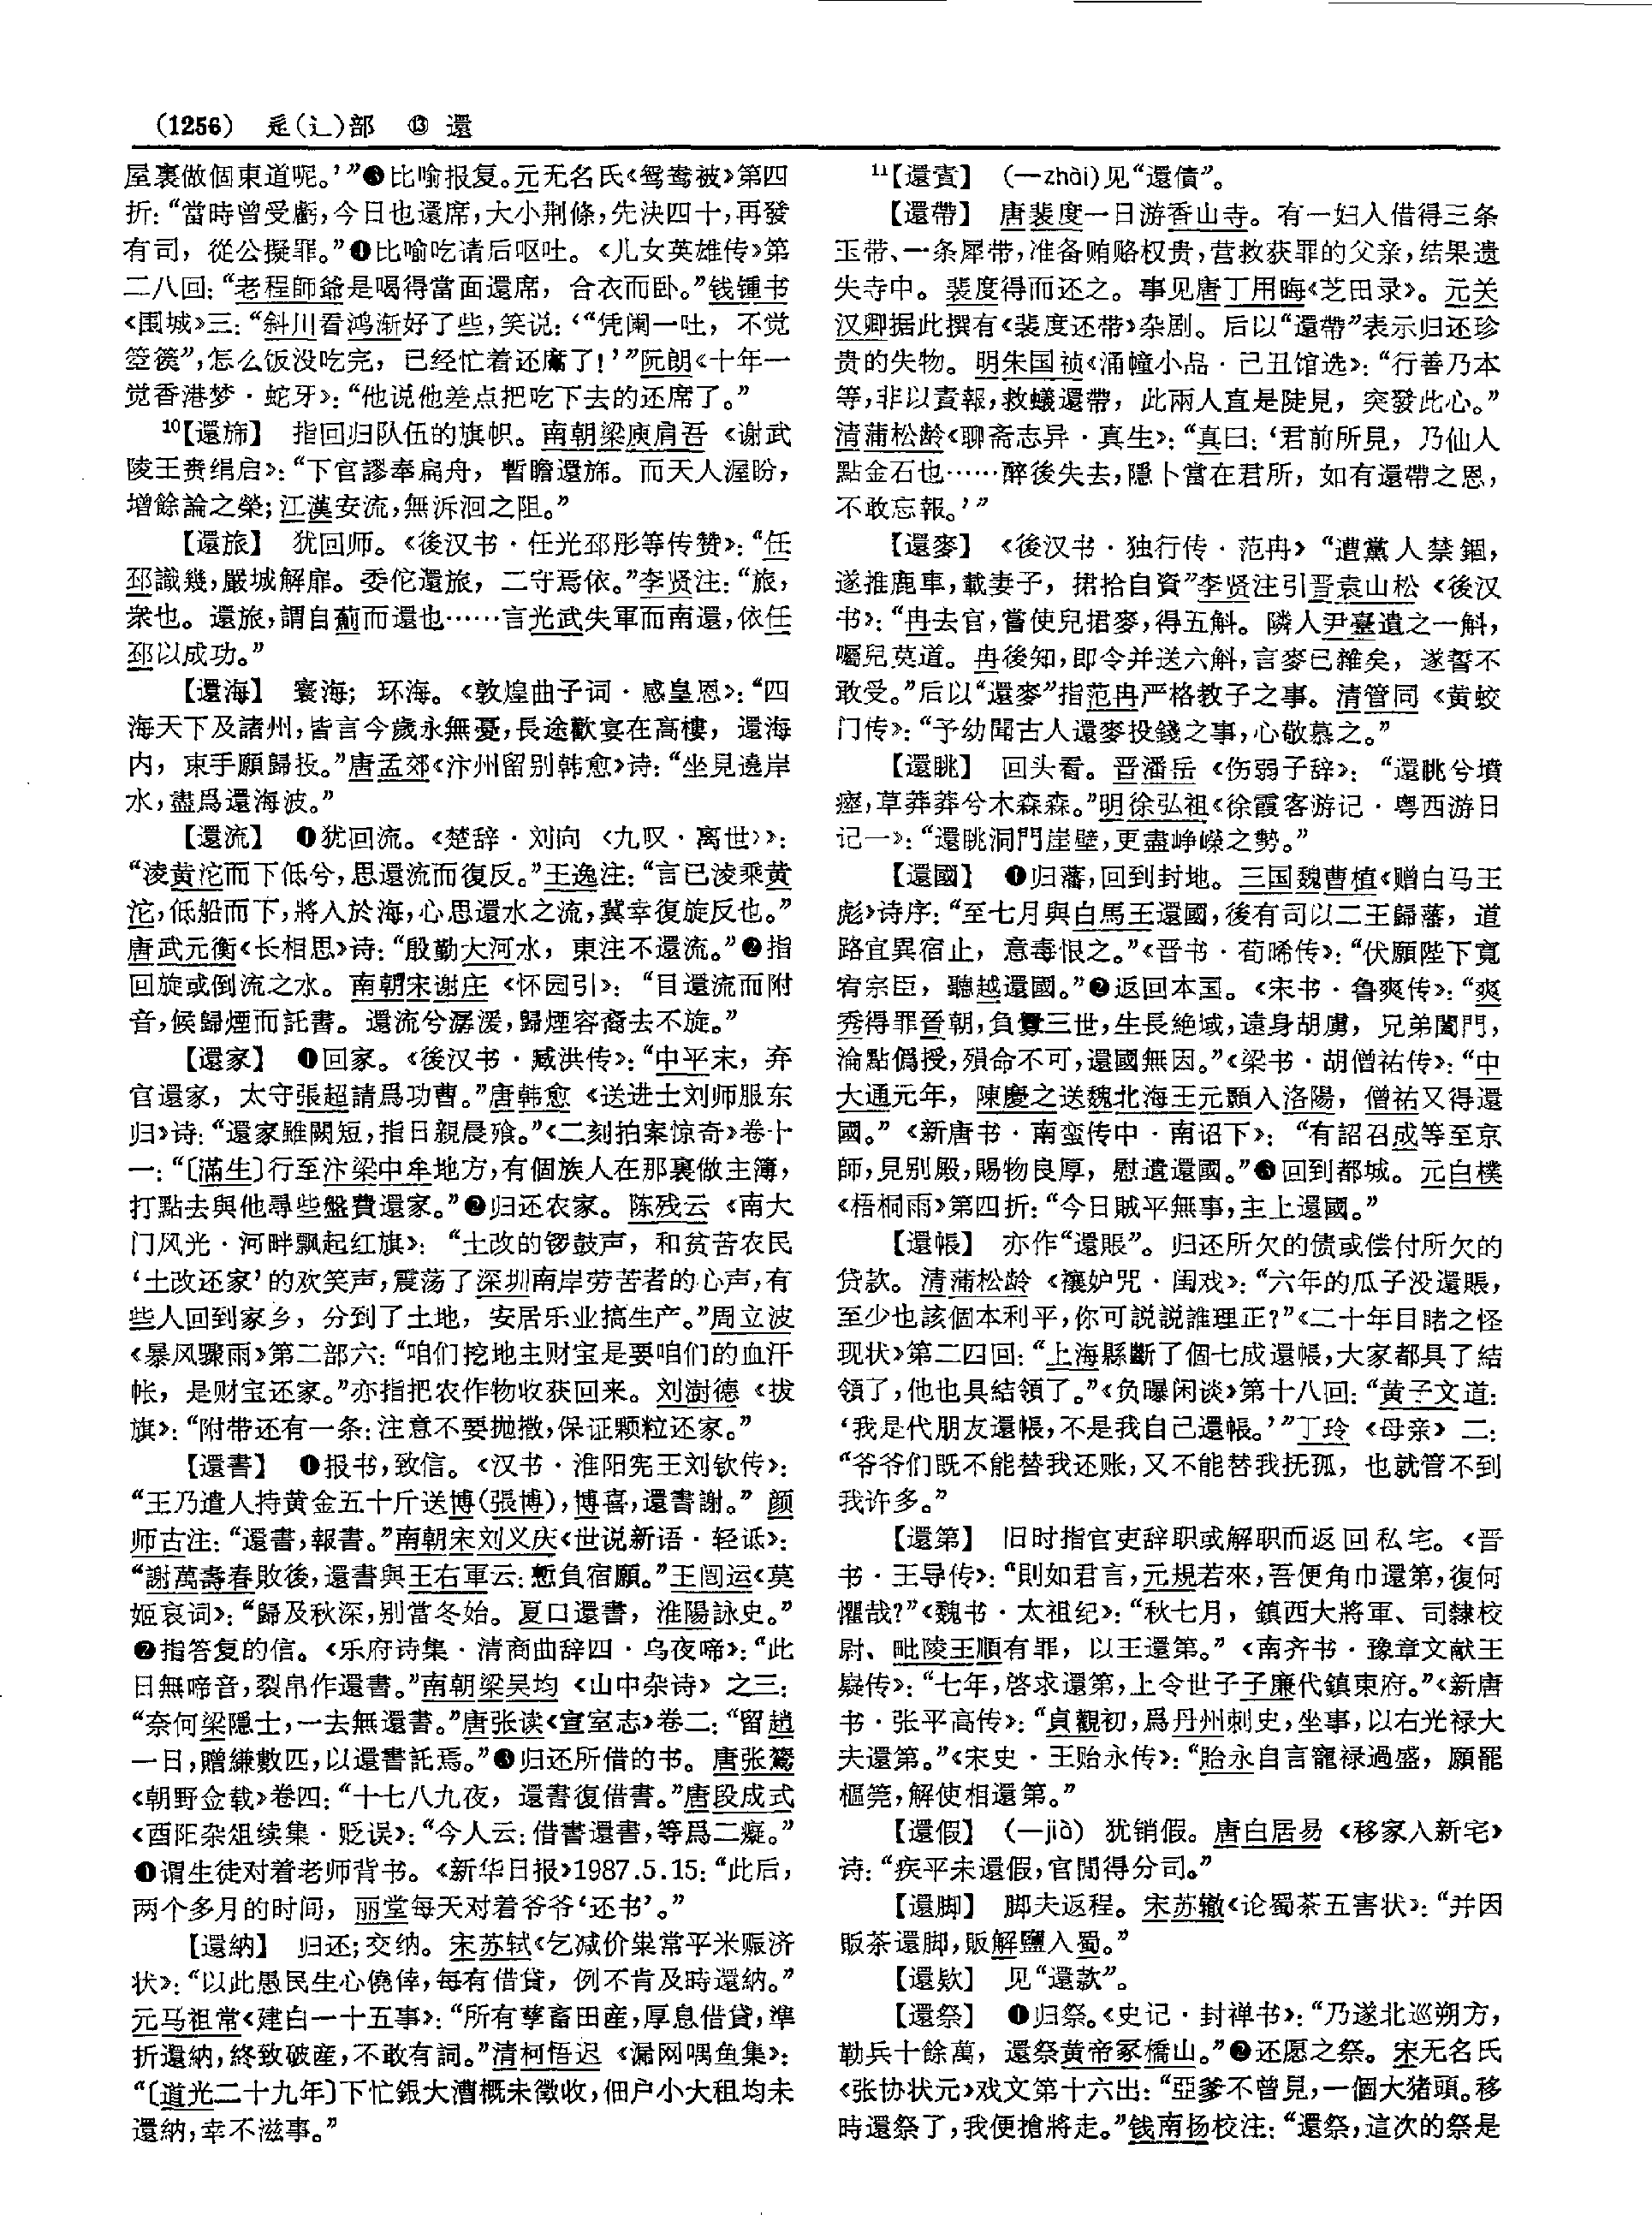 (1256) 辵(辶)部 ⑬ 還
屋裏做個東道呢。’”❸比喻报复。元无名氏《鸳鸯被》第四
折：“當時曾受虧，今日也還席，大小荆條，先決四十，再發
有司，從公擬罪。”❹比喻吃请后呕吐。《儿女英雄传》第
二八回：“老程師爺是喝得當面還席，合衣而卧。”钱锺书
《围城》三：“斜川看鸿渐好了些，笑说：‘“凭阑一吐，不觉
箜篌”，怎么饭没吃完，已经忙着还席了！’”阮朗《十年一
觉香港梦·蛇牙》：“他说他差点把吃下去的还席了。”
10【還旆】 指回归队伍的旗帜。南朝梁庾肩吾《谢武
陵王赉绢启》：“下官謬奉扁舟，暫瞻還旆。而天人渥盼，
增餘論之榮；江漢安流，無泝洄之阻。”
【還旅】 犹回师。《後汉书·任光邳彤等传赞》：“任
邳識幾，嚴城解扉。委佗還旅，二守焉依。”李贤注：“旅，
衆也。還旅，謂自薊而還也……言光武失軍而南還，依任
邳以成功。”
【還海】 寰海；环海。《敦煌曲子词·感皇恩》：“四
海天下及諸州，皆言今歲永無憂，長途歡宴在高樓，還海
内，束手願歸投。”唐孟郊《汴州留别韩愈》诗：“坐見遶岸
水，盡爲還海波。”
【還流】 ❶犹回流。《楚辞·刘向〈九叹·离世〉》：
“淩黄沱而下低兮，思還流而復反。”王逸注：“言已淩乘黄
沱，低船而下，將入於海，心思還水之流，冀幸復旋反也。”
唐武元衡《长相思》诗：“殷勤大河水，東注不還流。”❷指
回旋或倒流之水。南朝宋谢庄《怀园引》：“目還流而附
音，候歸煙而託書。還流兮潺湲，歸煙容裔去不旋。”
【還家】 ❶回家。《後汉书·臧洪传》：“中平末，弃
官還家，太守張超請爲功曹。”唐韩愈《送进士刘师服东
归》诗：“還家雖闕短，指日親晨飱。”《二刻拍案惊奇》卷十
一：“〔滿生〕行至汴梁中牟地方，有個族人在那裏做主簿，
打點去與他尋些盤費還家。”❷归还农家。陈残云《南大
门风光·河畔飘起红旗》：“土改的锣鼓声，和贫苦农民
‘土改还家’的欢笑声，震荡了深圳南岸劳苦者的心声，有
些人回到家乡，分到了土地，安居乐业搞生产。”周立波
《暴风骤雨》第二部六：“咱们挖地主财宝是要咱们的血汗
帐，是财宝还家。”亦指把农作物收获回来。刘澍德《拔
旗》：“附带还有一条：注意不要抛撒，保证颗粒还家。”
【還書】 ❶报书，致信。《汉书·淮阳宪王刘钦传》：
“王乃遣人持黄金五十斤送博（張博），博喜，還書謝。”颜
师古注：“還書，報書。”南朝宋刘义庆《世说新语·轻诋》：
“謝萬壽春敗後，還書與王右軍云：慙負宿願。”王闿运《莫
姬哀词》：“歸及秋深，别當冬始。夏口還書，淮陽詠史。”
❷指答复的信。《乐府诗集·清商曲辞四·乌夜啼》：“此
日無啼音，裂帛作還書。”南朝梁吴均《山中杂诗》之三：
“奈何梁隱士，一去無還書。”唐张读《宣室志》卷二：“留趙
一日，贈縑數匹，以還書託焉。”❸归还所借的书。唐张鷟
《朝野佥载》卷四：“十七八九夜，還書復借書。”唐段成式
《酉阳杂俎续集·贬误》：“今人云：借書還書，等爲二癡。”
❹谓生徒对着老师背书。《新华日报》1987.5.15：“此后，
两个多月的时间，丽堂每天对着爷爷‘还书’。”
【還納】 归还；交纳。宋苏轼《乞减价粜常平米赈济
状》：“以此愚民生心僥倖，每有借貸，例不肯及時還納。”
元马祖常《建白一十五事》：“所有孳畜田産，厚息借貸，準
折還納，終致破産，不敢有詞。”清柯悟迟《漏网喁鱼集》：
“〔道光二十九年〕下忙銀大漕概未徵收，佃户小大租均未
還納，幸不滋事。”
11【還責】 (—zhài)见“還債”。
【還帶】 唐裴度一日游香山寺。有一妇人借得三条
玉带、一条犀带，准备贿赂权贵，营救获罪的父亲，结果遗
失寺中。裴度得而还之。事见唐丁用晦《芝田录》。元关
汉卿据此撰有《裴度还带》杂剧。后以“還帶”表示归还珍
贵的失物。明朱国祯《涌幢小品·己丑馆选》：“行善乃本
等，非以責報，救蟻還帶，此兩人直是陡見，突發此心。”
清蒲松龄《聊斋志异·真生》：“真曰：‘君前所見，乃仙人
點金石也……醉後失去，隱卜當在君所，如有還帶之恩，
不敢忘報。’”
【還麥】 《後汉书·独行传·范冉》“遭黨人禁錮，
遂推鹿車，載妻子，捃拾自資”李贤注引晋袁山松《後汉
书》：“冉去官，嘗使兒捃麥，得五斛。隣人尹臺遺之一斛，
囑兒莫道。冉後知，即令并送六斛，言麥已雜矣，遂誓不
敢受。”后以“還麥”指范冉严格教子之事。清管同《黄蛟
门传》：“予幼聞古人還麥投錢之事，心敬慕之。”
【還眺】 回头看。晋潘岳《伤弱子辞》：“還眺兮墳
瘞，草莽莽兮木森森。”明徐弘祖《徐霞客游记·粤西游日
记一》：“還眺洞門崖壁，更盡崢嶸之勢。”
【還國】 ❶归藩，回到封地。三国魏曹植《赠白马王
彪》诗序：“至七月與白馬王還國，後有司以二王歸藩，道
路宜異宿止，意毒恨之。”《晋书·荀晞传》：“伏願陛下寬
宥宗臣，聽越還國。”❷返回本国。《宋书·鲁爽传》：“爽
秀得罪晉朝，負釁三世，生長絶域，遠身胡虜，兄弟闔門，
淪點僞授，殞命不可，還國無因。”《梁书·胡僧祐传》：“中
大通元年，陳慶之送魏北海王元顥入洛陽，僧祐又得還
國。”《新唐书·南蛮传中·南诏下》：“有詔召成等至京
師，見别殿，賜物良厚，慰遣還國。”❸回到都城。元白樸
《梧桐雨》第四折：“今日賊平無事，主上還國。”
【還帳】 亦作“還賬”。归还所欠的债或偿付所欠的
贷款。清蒲松龄《禳妒咒·闺戏》：“六年的瓜子没還賬，
至少也該個本利平，你可説説誰理正？”《二十年目睹之怪
现状》第二四回：“上海縣斷了個七成還帳，大家都具了結
領了，他也具結領了。”《负曝闲谈》第十八回：“黄子文道：
‘我是代朋友還帳，不是我自己還帳。’”丁玲《母亲》二：
“爷爷们既不能替我还账，又不能替我抚孤，也就管不到
我许多。”
【還第】 旧时指官吏辞职或解职而返回私宅。《晋
书·王导传》：“則如君言，元規若來，吾便角巾還第，復何
懼哉？”《魏书·太祖纪》：“秋七月，鎮西大將軍、司隸校
尉、毗陵王順有罪，以王還第。”《南齐书·豫章文献王
嶷传》：“七年，啓求還第，上令世子子廉代鎮東府。”《新唐
书·张平高传》：“貞觀初，爲丹州刺史，坐事，以右光禄大
夫還第。”《宋史·王贻永传》：“貽永自言寵禄過盛，願罷
樞筦，解使相還第。”
【還假】 (—jià) 犹销假。唐白居易《移家入新宅》
诗：“疾平未還假，官閒得分司。”
【還脚】 脚夫返程。宋苏辙《论蜀茶五害状》：“并因
販茶還脚，販解鹽入蜀。”
【還欵】 见“還款”。
【還祭】 ❶归祭。《史记·封禅书》：“乃遂北巡朔方，
勒兵十餘萬，還祭黄帝冢橋山。”❷还愿之祭。宋无名氏
《张协状元》戏文第十六出：“亞爹不曾見，一個大猪頭。移
時還祭了，我便搶將走。”钱南扬校注：“還祭，這次的祭是